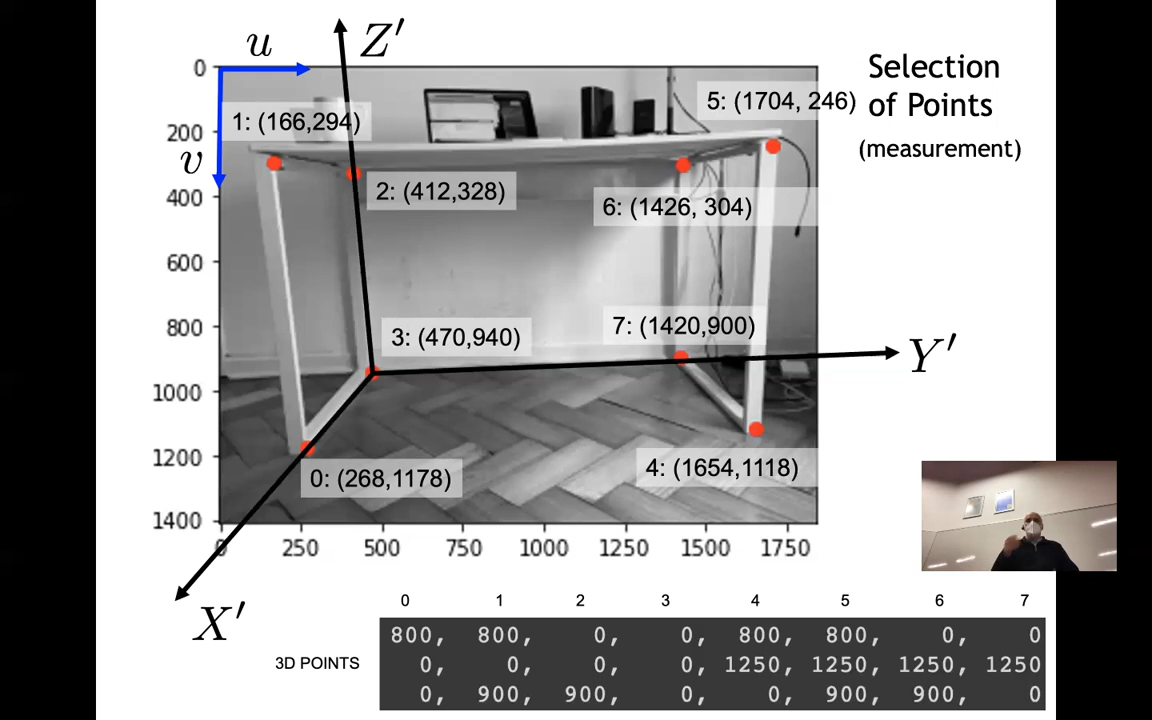 u
Z'
Selection
of Points
(measurement)
0
200
400
600
800
1000
1200
1400
v
1: (166,294)
5: (1704, 246)
2: (412,328)
6: (1426, 304)
3: (470,940)
7: (1420,900)
Y'
0: (268,1178)
4: (1654,1118)
0 250 500 750 1000 1250 1500 1750
X'
0 1 2 3 4 5 6 7
3D POINTS
800, 800, 0, 0, 800, 800, 0, 0
0, 0, 0, 0, 1250, 1250, 1250, 1250
0, 900, 900, 0, 0, 900, 900, 0